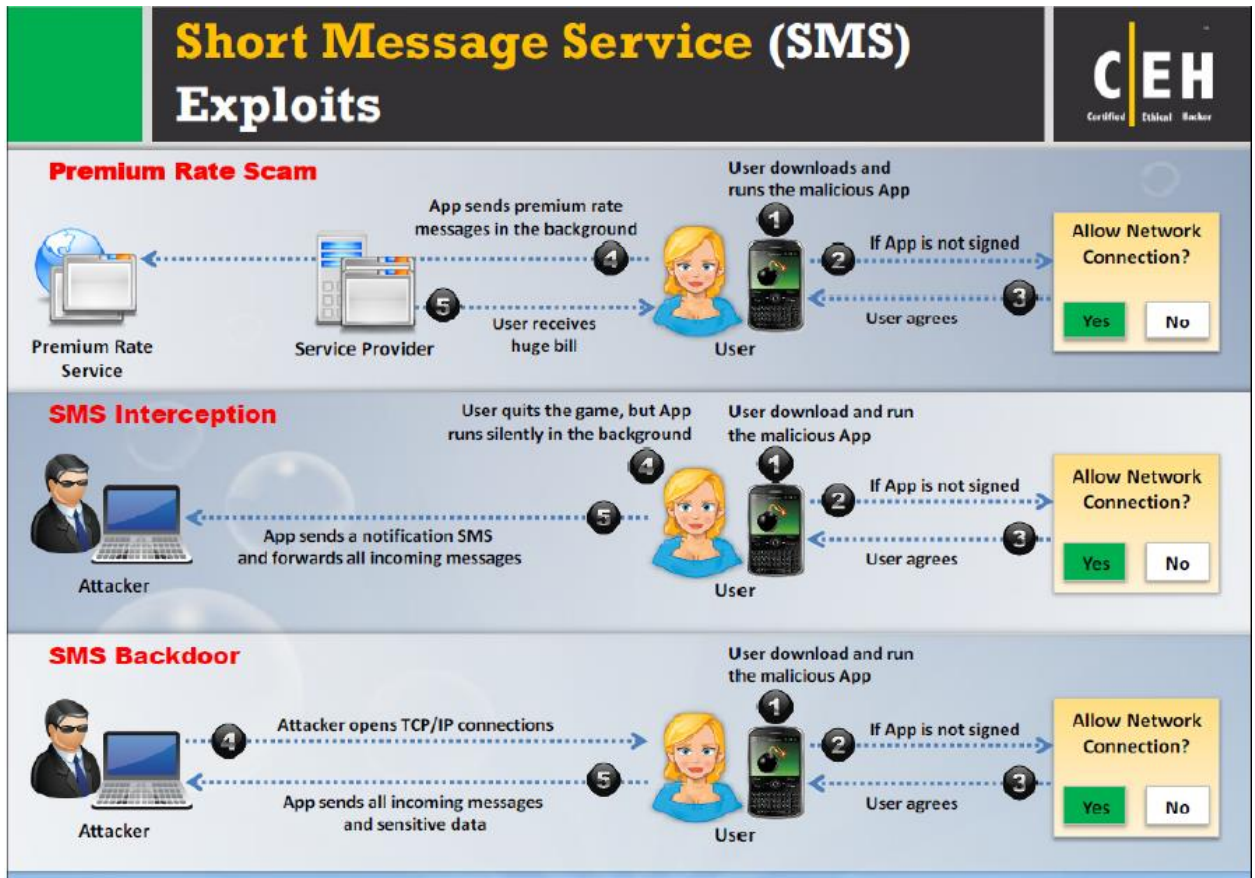 Short Message Service (SMS)
Exploits
CEH
Certified Ethical Hacker
Premium Rate Scam
User downloads and
runs the malicious App
App sends premium rate
messages in the background
1
4
2
If App is not signed
Allow Network
Connection?
5
3
User receives
huge bill
User agrees
Yes
No
Premium Rate
Service
Service Provider
User
SMS Interception
User quits the game, but App
runs silently in the background
User download and run
the malicious App
1
4
2
If App is not signed
Allow Network
Connection?
5
3
App sends a notification SMS
and forwards all incoming messages
User agrees
Yes
No
Attacker
User
SMS Backdoor
User download and run
the malicious App
1
4
Attacker opens TCP/IP connections
2
If App is not signed
Allow Network
Connection?
5
3
App sends all incoming messages
and sensitive data
User agrees
Yes
No
Attacker
User